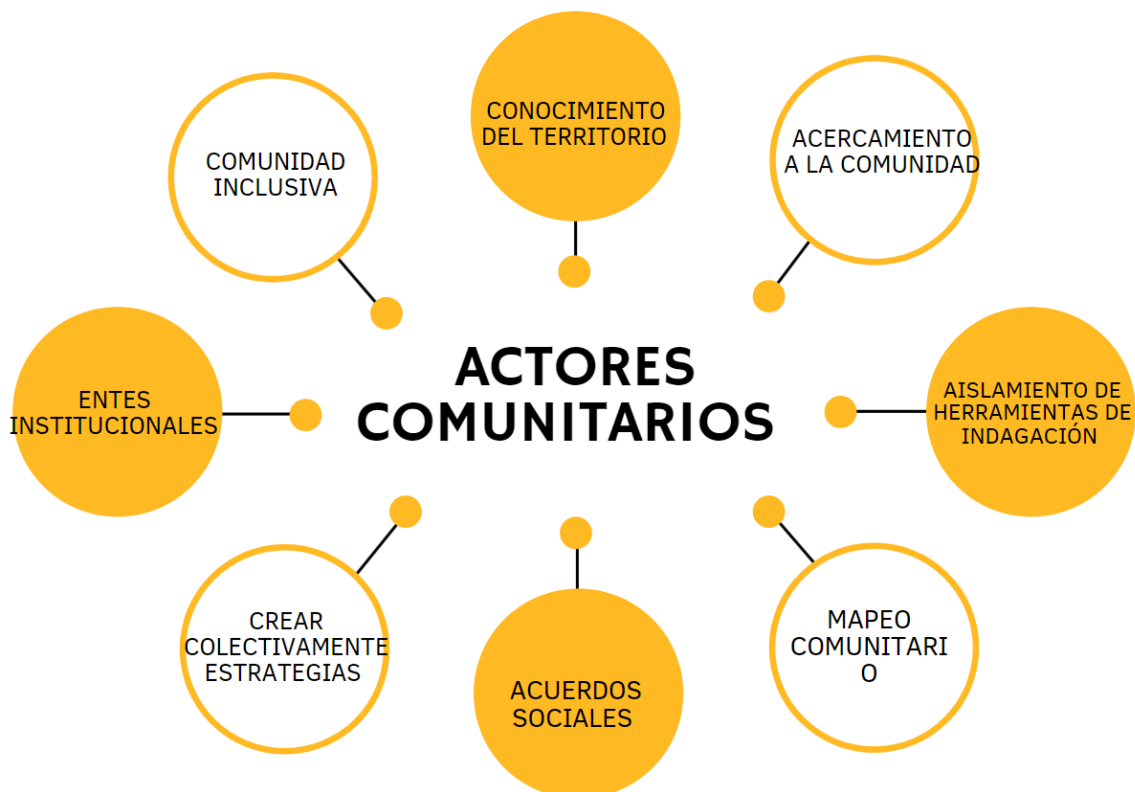 CONOCIMIENTO
DEL TERRITORIO
ACERCAMIENTO
A LA COMUNIDAD
COMUNIDAD
INCLUSIVA
ACTORES
COMUNITARIOS
ENTES
INSTITUCIONALES
AISLAMIENTO DE
HERRAMIENTAS DE
INDAGACIÓN
CREAR
COLECTIVAMENTE
ESTRATEGIAS
ACUERDOS
SOCIALES
MAPEO
COMUNITARI
O